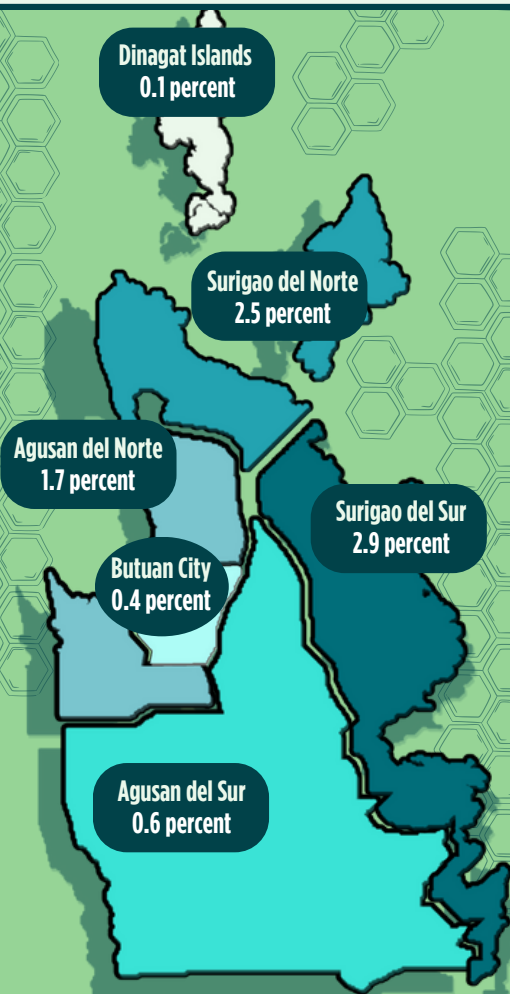 Dinagat Islands
0.1 percent
Surigao del Norte
2.5 percent
Agusan del Norte
1.7 percent
Surigao del Sur
2.9 percent
Butuan City
0.4 percent
Agusan del Sur
0.6 percent